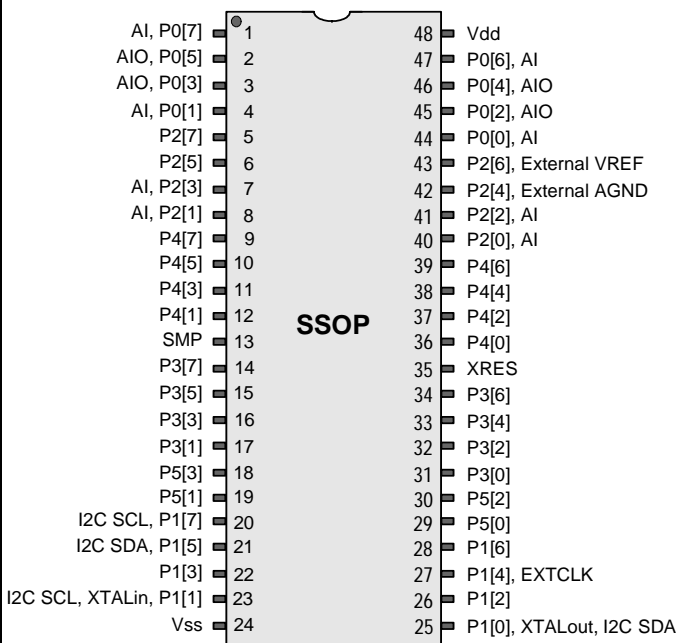 AI, P0[7] 1 48 Vdd
AIO, P0[5] 2 47 P0[6], AI
AIO, P0[3] 3 46 P0[4], AIO
AI, P0[1] 4 45 P0[2], AIO
P2[7] 5 44 P0[0], AI
P2[5] 6 43 P2[6], External VREF
AI, P2[3] 7 42 P2[4], External AGND
AI, P2[1] 8 41 P2[2], AI
P4[7] 9 40 P2[0], AI
P4[5] 10 39 P4[6]
P4[3] 11 38 P4[4]
P4[1] 12 37 P4[2]
SSOP
SMP 13 36 P4[0]
P3[7] 14 35 XRES
P3[5] 15 34 P3[6]
P3[3] 16 33 P3[4]
P3[1] 17 32 P3[2]
P5[3] 18 31 P3[0]
P5[1] 19 30 P5[2]
I2C SCL, P1[7] 20 29 P5[0]
I2C SDA, P1[5] 21 28 P1[6]
P1[3] 22 27 P1[4], EXTCLK
I2C SCL, XTALin, P1[1] 23 26 P1[2]
Vss 24 25 P1[0], XTALout, I2C SDA